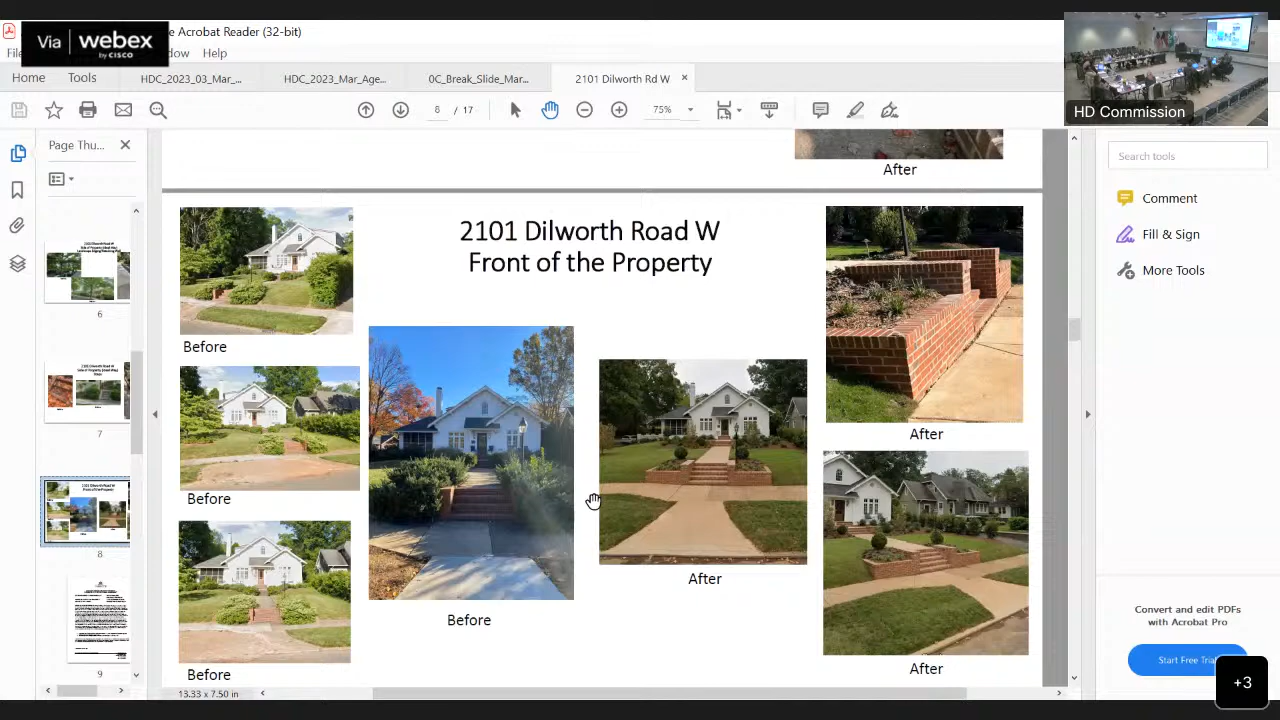 Via webex
by CISCO
e Acrobat Reader (32-bit)
dow Help
HD Commission
Home Tools HDC_2023_03_Mar_... HDC_2023_Mar_Age... 0C_Break_Slide_Mar... 2101 Dilworth Rd W ×
8 / 17 75%
Page Thu... ×
Search tools
Comment
Fill & Sign
More Tools
6
7
8
9
After
2101 Dilworth Road W
Front of the Property
Before
Before
Before
Before
After
After
After
Convert and edit PDFs
with Acrobat Pro
Start Free Trial
+3
13.33 x 7.50 in